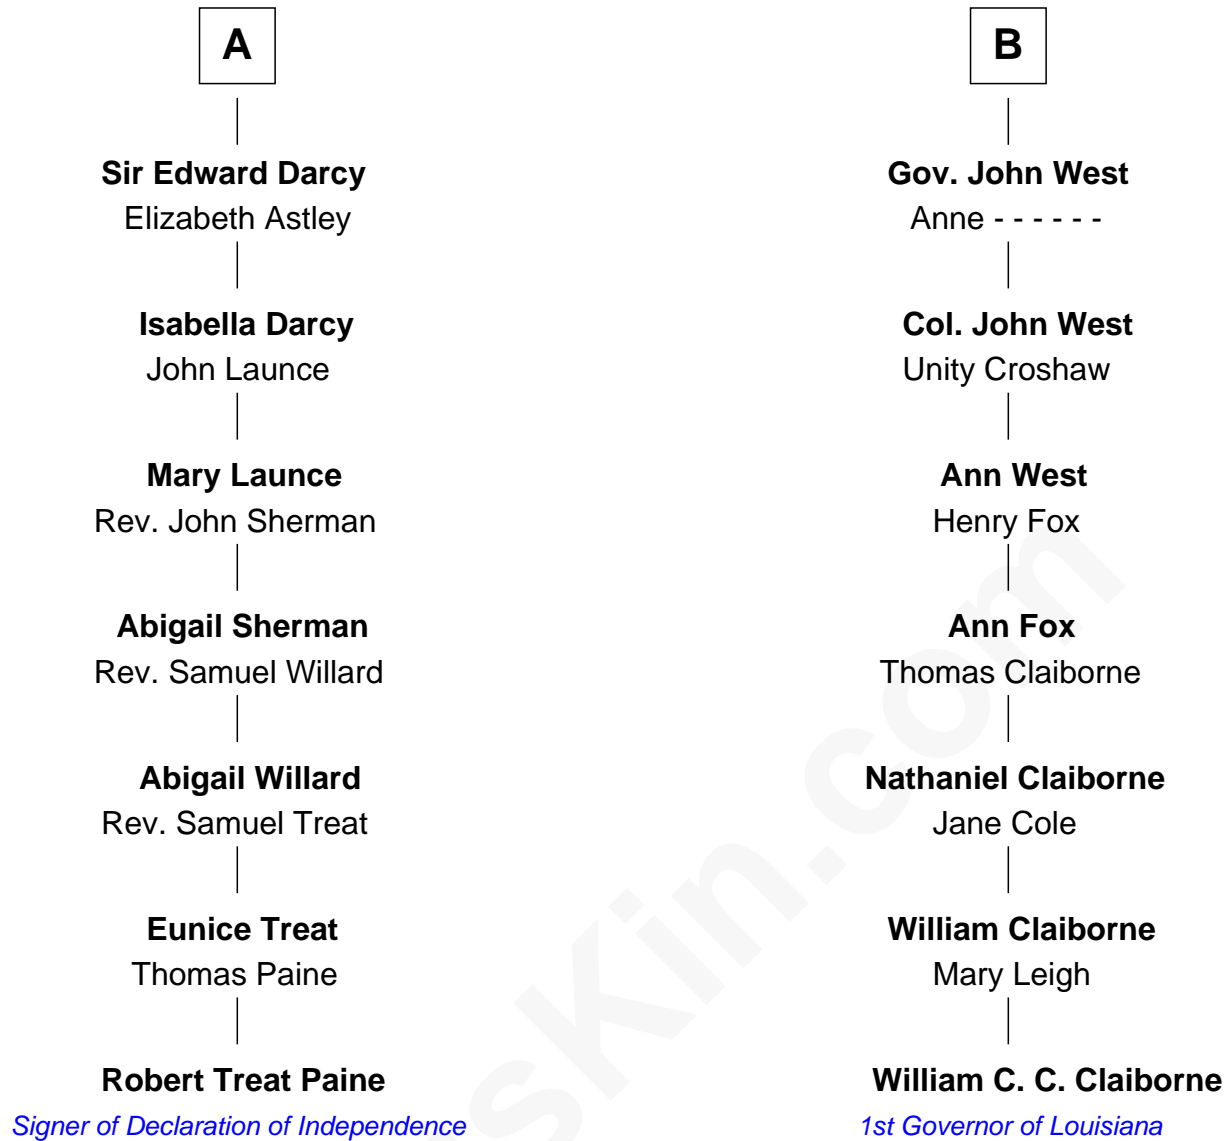 A
Sir Edward Darcy
Elizabeth Astley
Isabella Darcy
John Launce
Mary Launce
Rev. John Sherman
Abigail Sherman
Rev. Samuel Willard
Abigail Willard
Rev. Samuel Treat
Eunice Treat
Thomas Paine
Robert Treat Paine
Signer of Declaration of Independence
B
Gov. John West
Anne - - - - - -
Col. John West
Unity Croshaw
Ann West
Henry Fox
Ann Fox
Thomas Claiborne
Nathaniel Claiborne
Jane Cole
William Claiborne
Mary Leigh
William C. C. Claiborne
1st Governor of Louisiana
sKin.com